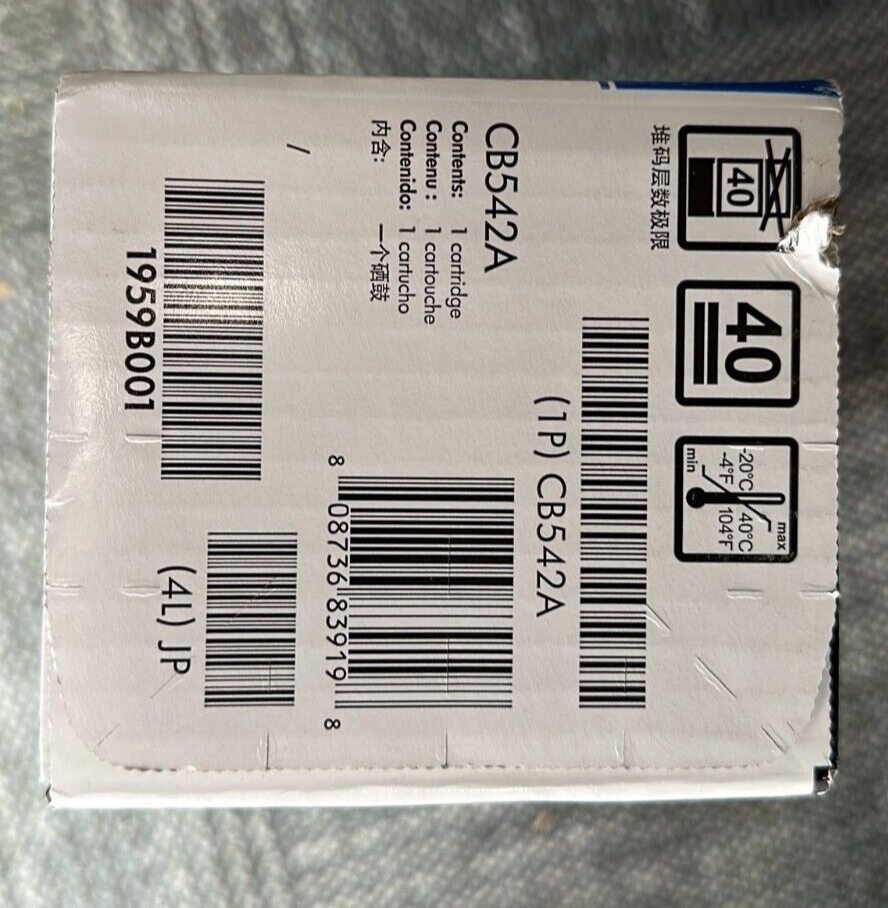 40
40
-20°C
-4°F
min
max
40°C
104°F
堆码层数极限
(1P) CB542A
CB542A
Contents: 1 cartridge
Contenu : 1 cartouche
Contenido: 1 cartucho
内含: 一个硒鼓
8 08736 83919 8
/
1959B001
(4L) JP